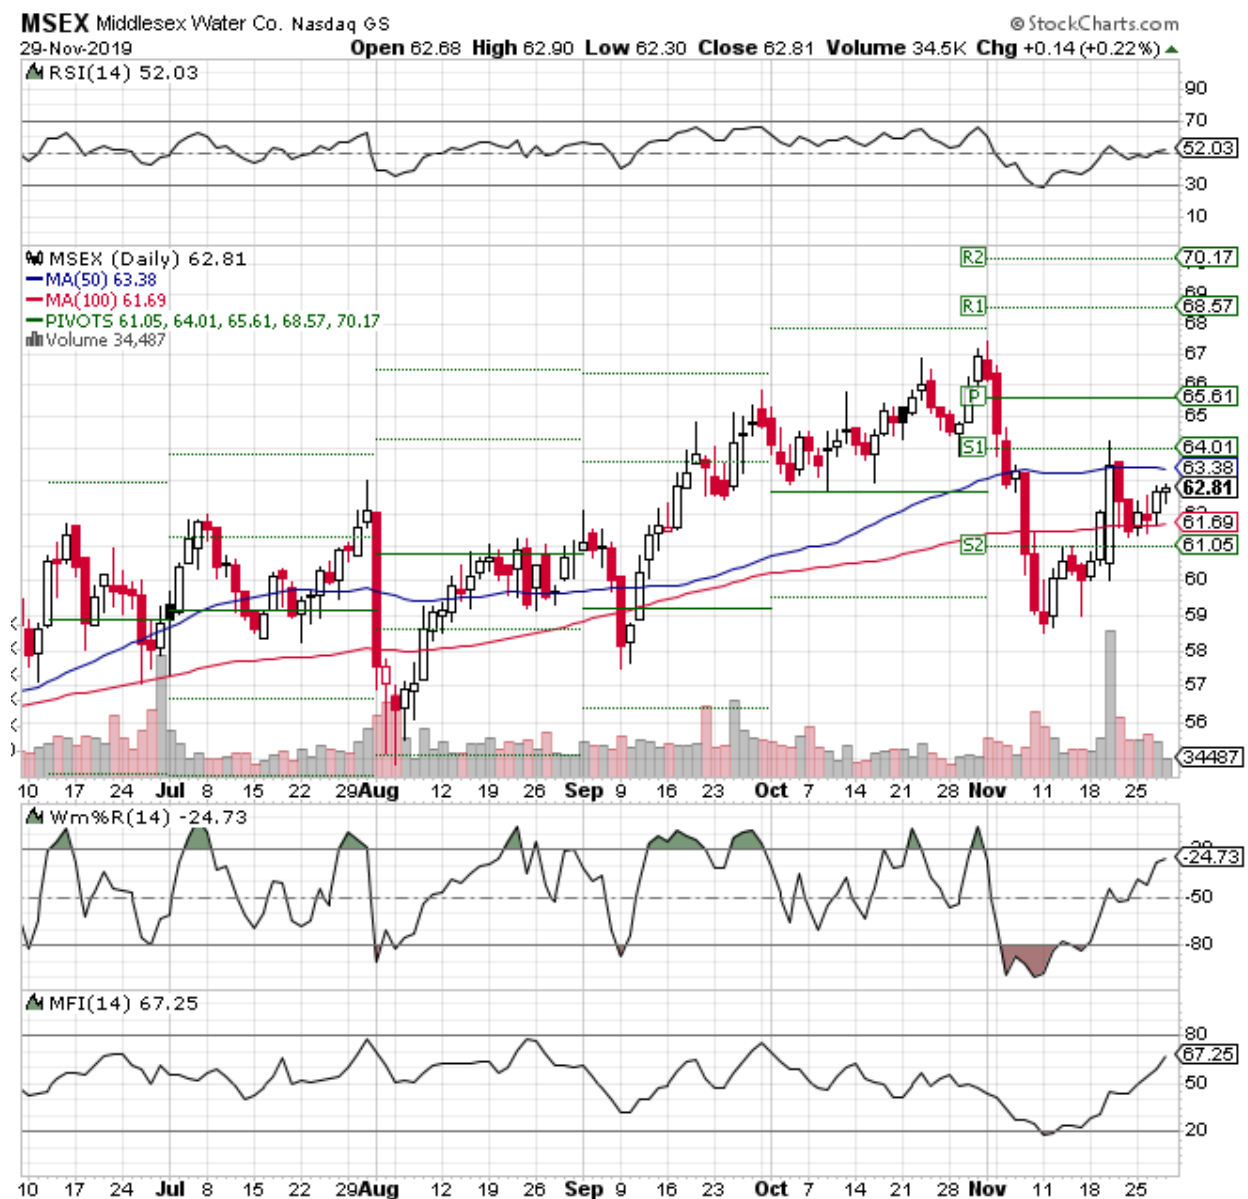 MSEX Middlesex Water Co. Nasdaq GS © StockCharts.com
29-Nov-2019 Open 62.68 High 62.90 Low 62.30 Close 62.81 Volume 34.5K Chg +0.14 (+0.22%)
RSI(14) 52.03
90
70
52.03
30
10
MSEX (Daily) 62.81
MA(50) 63.38
MA(100) 61.69
PIVOTS 61.05, 64.01, 65.61, 68.57, 70.17
Volume 34,487
R2 70.17
69
R1 68.57
68
67
66
P 65.61
65
S1 64.01
63.38
62.81
62
61.69
S2 61.05
60
59
58
57
56
34487
10 17 24 Jul 8 15 22 29 Aug 12 19 26 Sep 9 16 23 Oct 7 14 21 28 Nov 11 18 25
Wm%R(14) -24.73
-24.73
-50
-80
MFI(14) 67.25
80
67.25
50
20
10 17 24 Jul 8 15 22 29 Aug 12 19 26 Sep 9 16 23 Oct 7 14 21 28 Nov 11 18 25